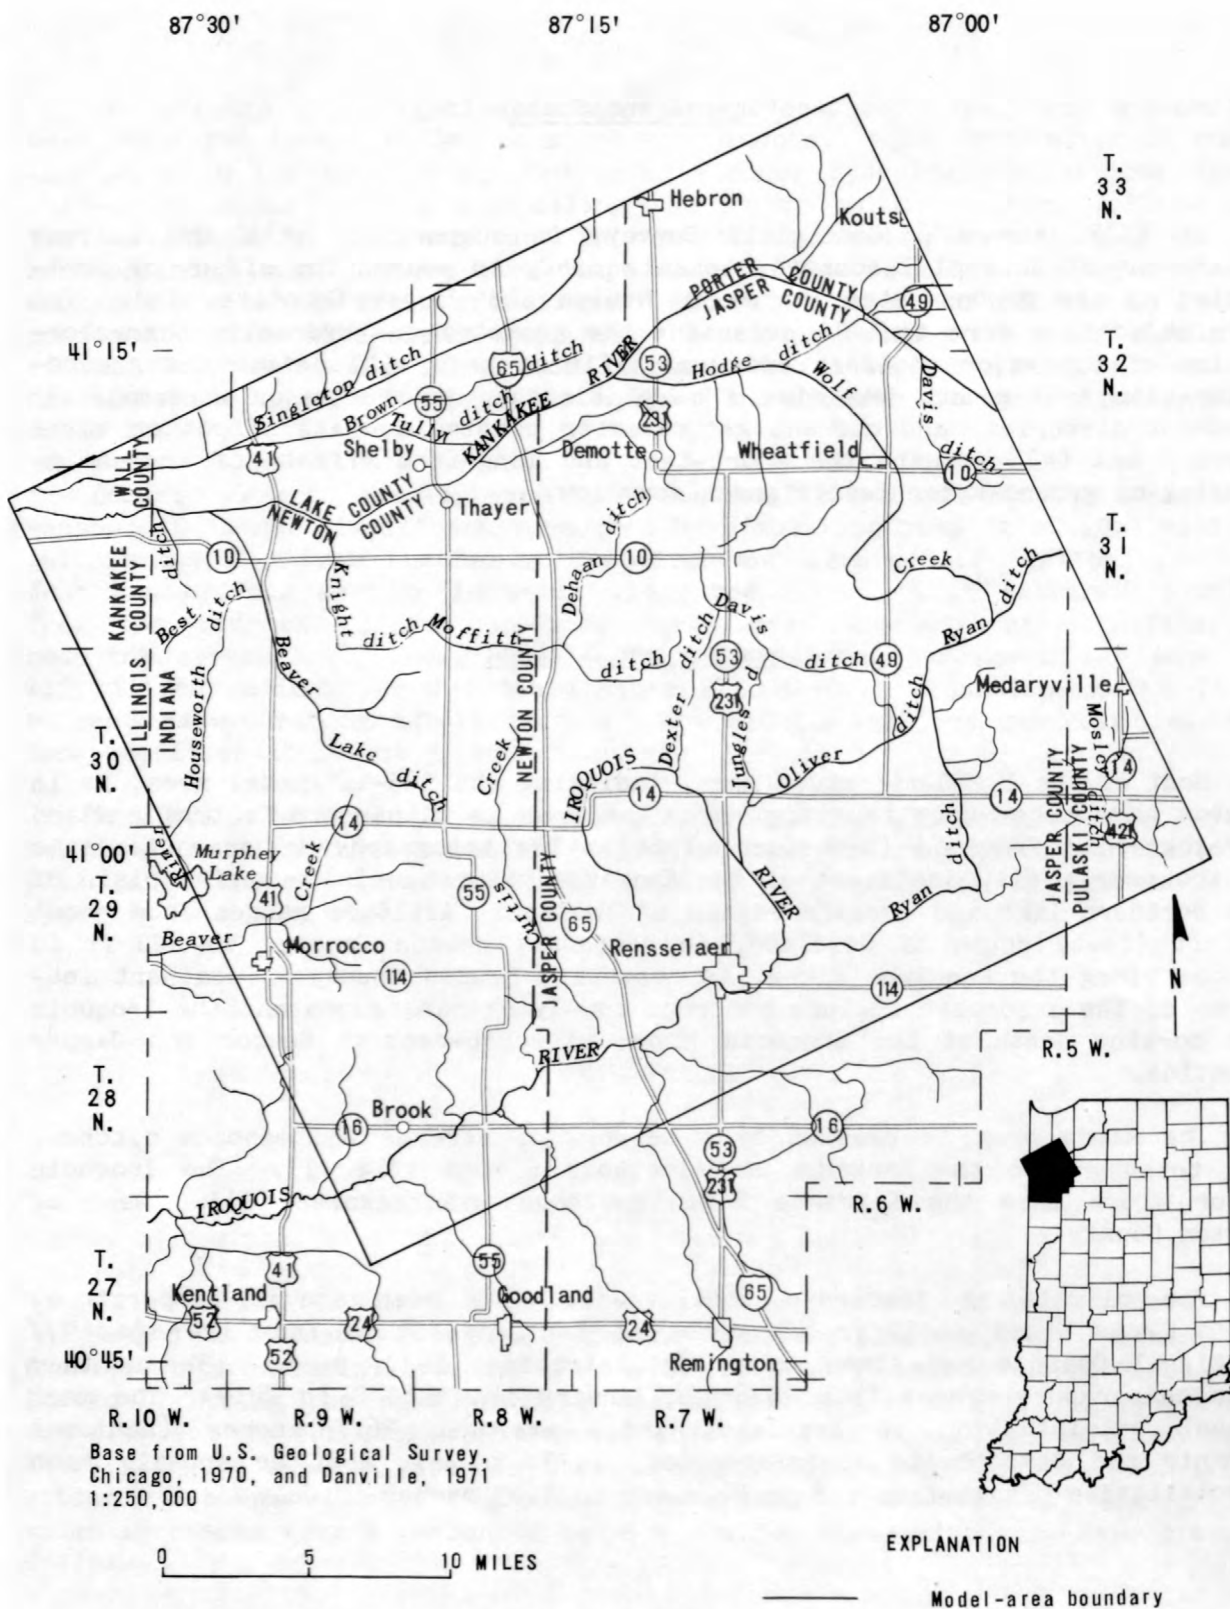 87°30' 87°15' 87°00'
T.
33
N.
Hebron
Kouts
PORTER COUNTY
JASPER COUNTY
49
41°15'
T.
32
N.
Singleton ditch
65
ditch
RIVER
53
Hodge ditch
Wolf
Davis
ditch
Brown
Tully ditch
55
KANKAKEE
231
Shelby
Demotte
Wheatfield
10
41
LAKE COUNTY
NEWTON COUNTY
Thayer
KANKAKEE COUNTY
WILL COUNTY
ILLINOIS
INDIANA
T.
31
N.
10
10
ditch
Dehaan
Creek
ditch
Ryan
Best ditch
Knight
ditch
Moffitt
ditch
Davis
ditch
53
49
231
Medaryville
Mosley
ditch
14
421
Houseworth
ditch
Beaver
Lake ditch
Creek
NEWTON COUNTY
JASPER COUNTY
IROQUOIS
Dexter
ditch
Jungles d
Oliver
ditch
T.
30
N.
14
14
14
JASPER COUNTY
PULASKI COUNTY
ditch
Ryan
41°00'
River
Murphey
Lake
Creek
Beaver
41
55
Curtis
65
RIVER
T.
29
N.
Morrocco
Rensselaer
114
114
N
RIVER
R.5 W.
T.
28
N.
Brook
16
16
53
231
IROQUOIS
R.6 W.
T.
27
N.
41
55
65
Kentland
52
24
Goodland
24
52
Remington
40°45'
R.10 W. R.9 W. R.8 W. R.7 W.
Base from U.S. Geological Survey,
Chicago, 1970, and Danville, 1971
1:250 000
0 5 10 MILES
EXPLANATION
Model-area boundary